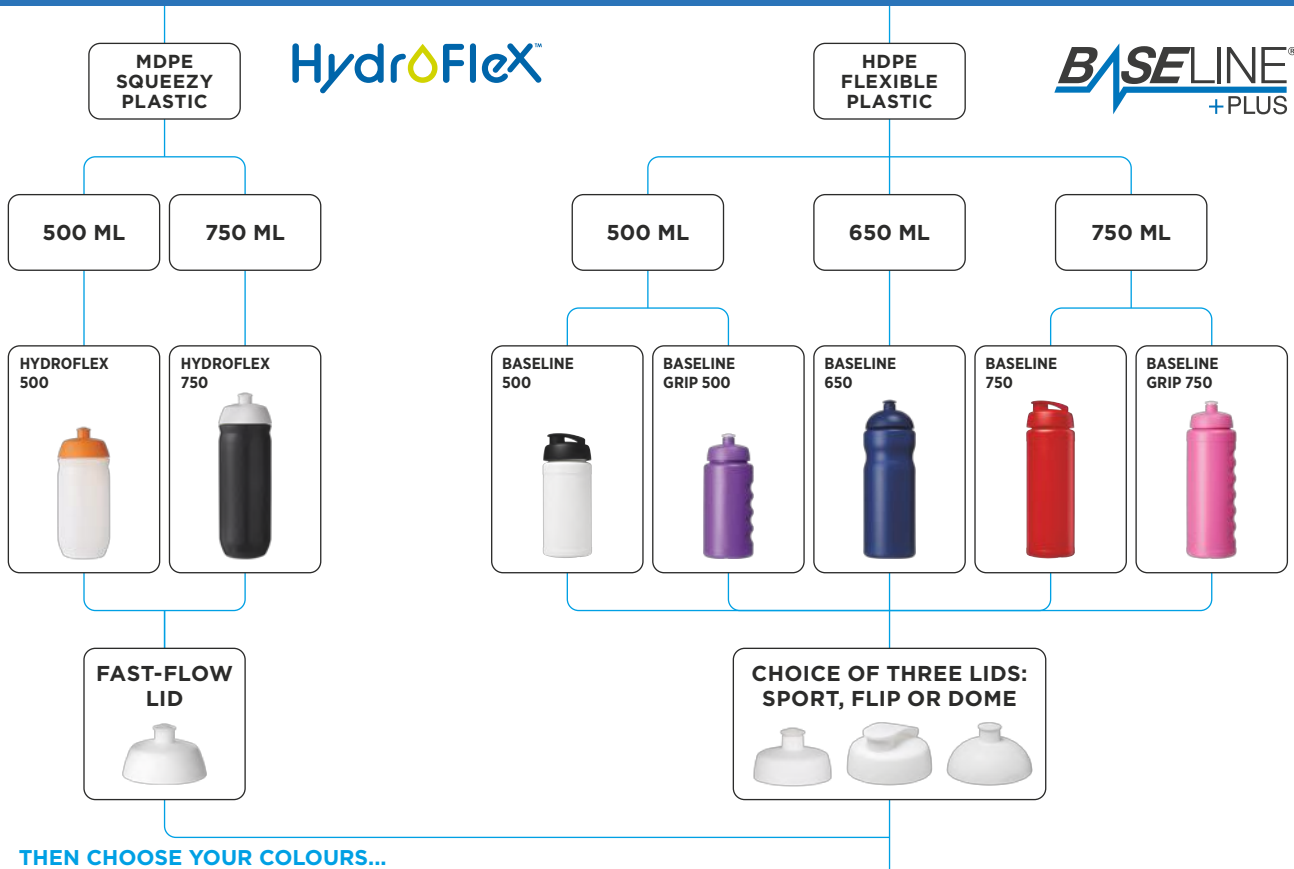 MDPE
SQUEEZY
PLASTIC
HydroFleX™
HDPE
FLEXIBLE
PLASTIC
BASELINE®
+PLUS
500 ML
750 ML
500 ML
650 ML
750 ML
HYDROFLEX
500
HYDROFLEX
750
BASELINE
500
BASELINE
GRIP 500
BASELINE
650
BASELINE
750
BASELINE
GRIP 750
FAST-FLOW
LID
CHOICE OF THREE LIDS:
SPORT, FLIP OR DOME
THEN CHOOSE YOUR COLOURS...